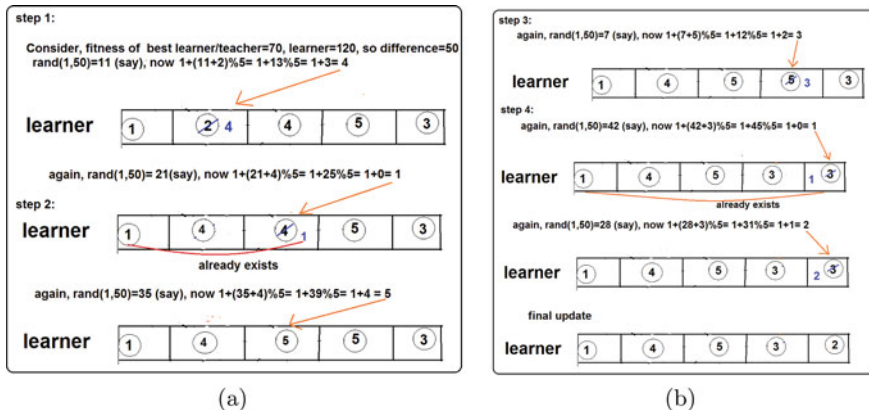 step 1:
Consider, fitness of best learner/teacher=70, learner=120, so difference=50
rand(1,50)=11 (say), now 1+(11+2)%5= 1+13%5= 1+3= 4
learner 1 2 4 4 5 3
again, rand(1,50)= 21(say), now 1+(21+4)%5= 1+25%5= 1+0= 1
step 2:
learner 1 4 4 1 5 3
already exists
again, rand(1,50)=35 (say), now 1+(35+4)%5= 1+39%5= 1+4 = 5
learner 1 4 5 5 3
(a)
step 3:
again, rand(1,50)=7 (say), now 1+(7+5)%5= 1+12%5= 1+2= 3
learner 1 4 5 5 3 3
step 4:
again, rand(1,50)=42 (say), now 1+(42+3)%5= 1+45%5= 1+0= 1
learner 1 4 5 3 1 3
already exists
again, rand(1,50)=28 (say), now 1+(28+3)%5= 1+31%5= 1+1= 2
learner 1 4 5 3 2 3
final update
learner 1 4 5 3 2
(b)